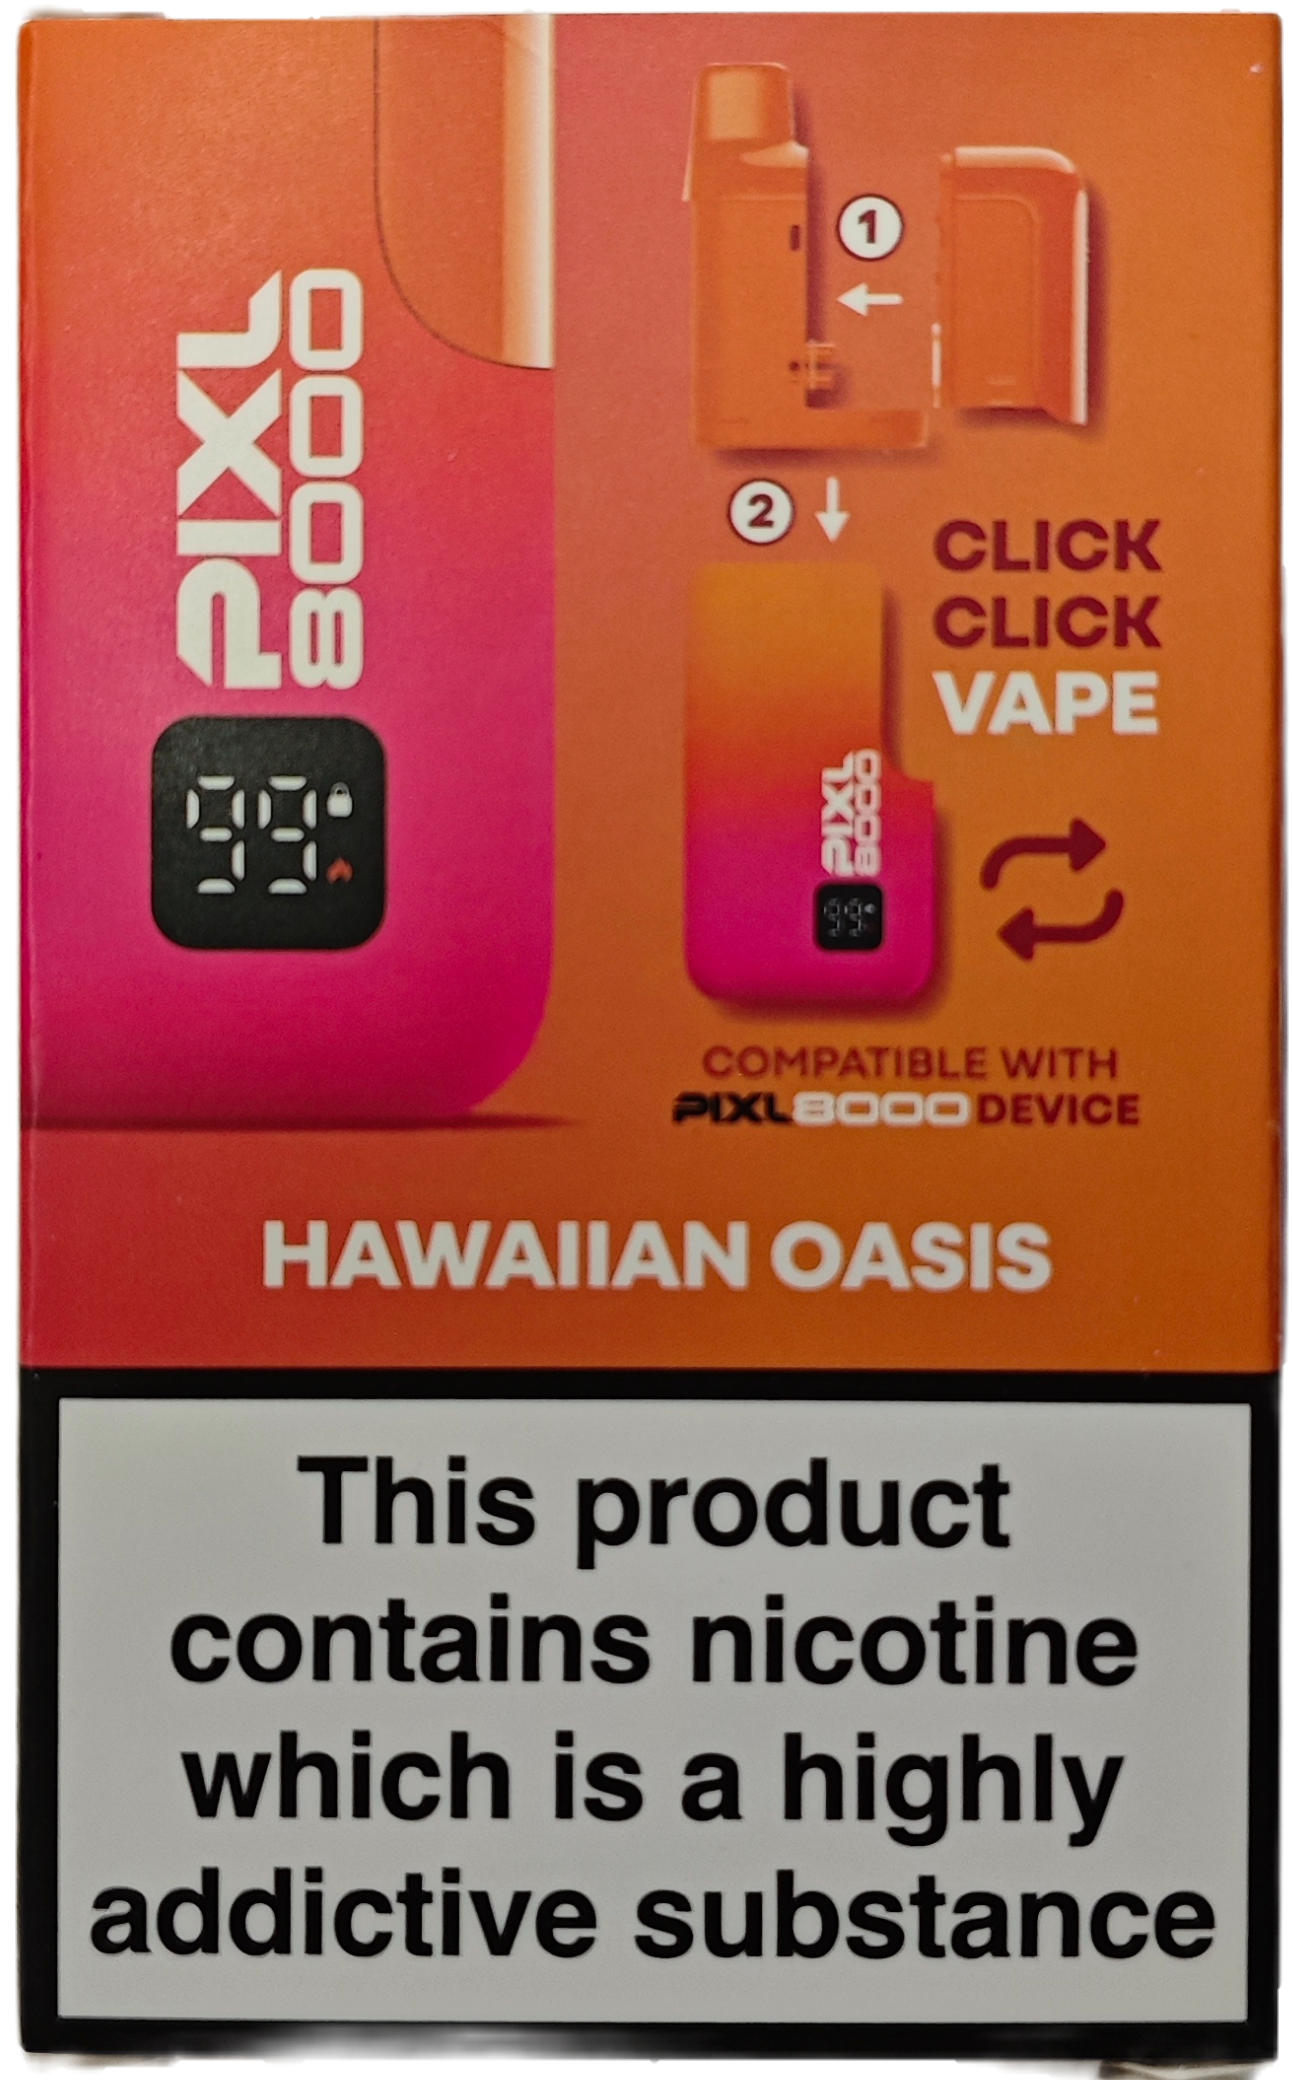 PIXL
8000
99
1
2
CLICK
CLICK
VAPE
PIXL
8000
99
COMPATIBLE WITH
PIXL8000 DEVICE
HAWAIIAN OASIS
This product
contains nicotine
which is a highly
addictive substance